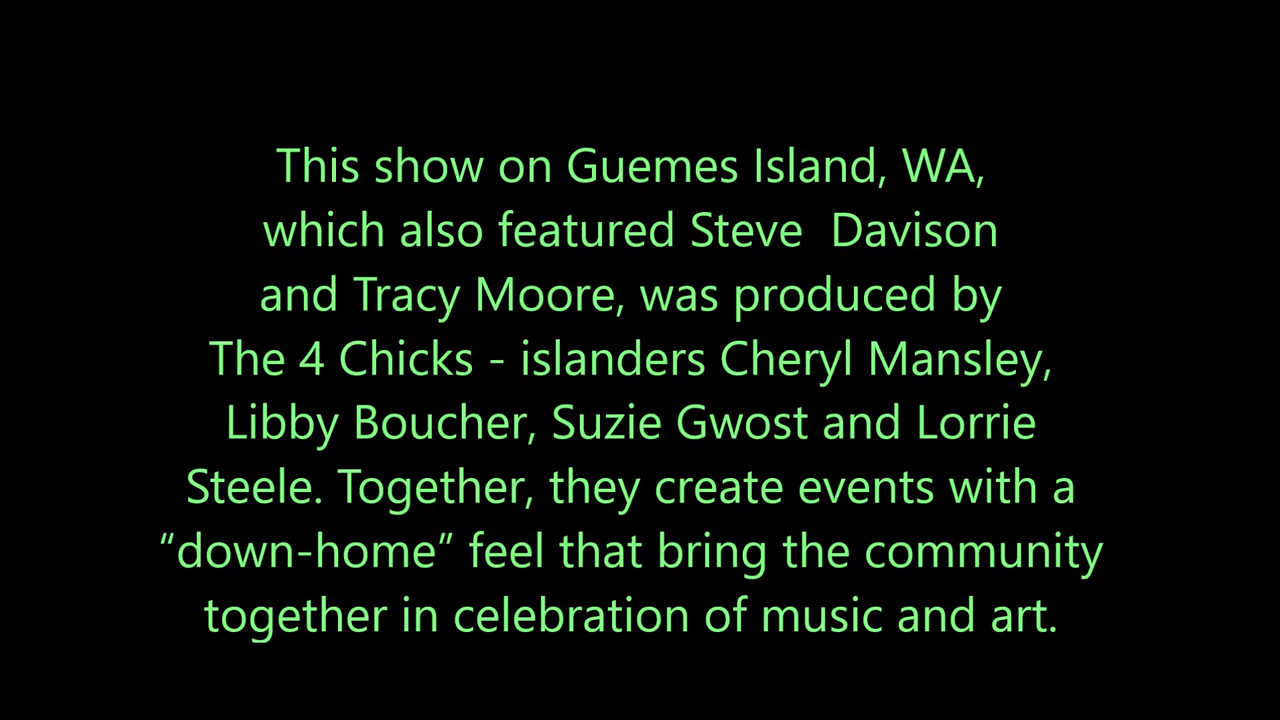 This show on Guemes Island, WA,
which also featured Steve  Davison
and Tracy Moore, was produced by
The 4 Chicks - islanders Cheryl Mansley,
Libby Boucher, Suzie Gwost and Lorrie
Steele. Together, they create events with a
“down-home” feel that bring the community
together in celebration of music and art.